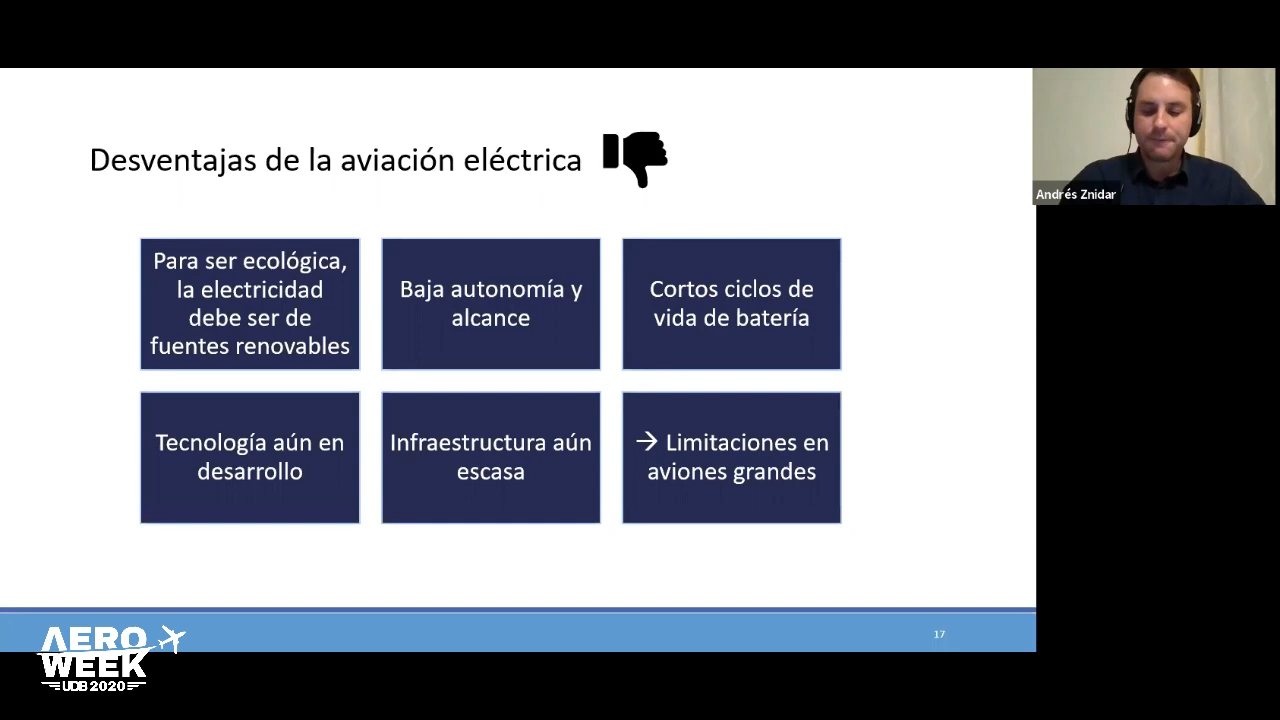 Desventajas de la aviación eléctrica
Para ser ecológica,
la electricidad
debe ser de
fuentes renovables
Baja autonomía y
alcance
Cortos ciclos de
vida de batería
Tecnología aún en
desarrollo
Infraestructura aún
escasa
→ Limitaciones en
aviones grandes
17
Andrés Znidar
AERO
WEEK
UDB 2020